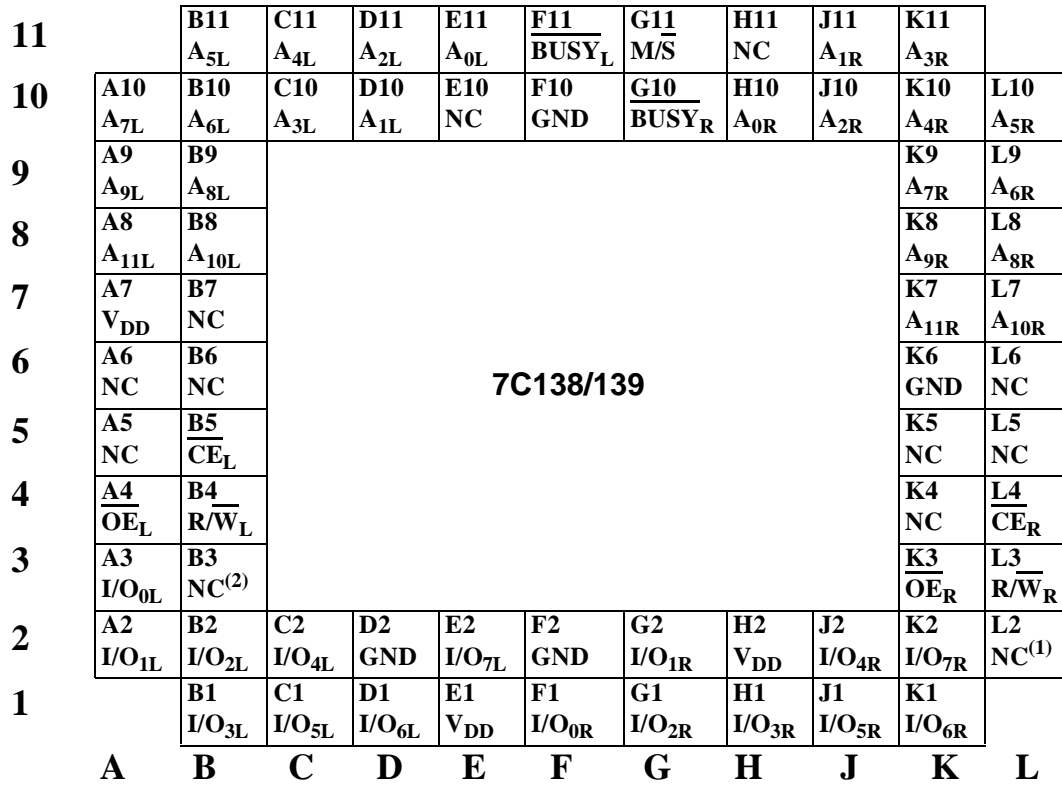 11 B11 C11 D11 E11 F11 G11 H11 J11 K11
A5L A4L A2L A0L BUSYL M/S NC A1R A3R
10 A10 B10 C10 D10 E10 F10 G10 H10 J10 K10 L10
A7L A6L A3L A1L NC GND BUSYR A0R A2R A4R A5R
9 A9 B9 K9 L9
A9L A8L A7R A6R
8 A8 B8 K8 L8
A11L A10L A9R A8R
7 A7 B7 K7 L7
VDD NC A11R A10R
6 A6 B6 K6 L6
NC NC 7C138/139 GND NC
5 A5 B5 K5 L5
NC CEL NC NC
4 A4 B4 K4 L4
OEL R/WL NC CER
3 A3 B3 K3 L3
I/O0L NC(2) OER R/WR
2 A2 B2 C2 D2 E2 F2 G2 H2 J2 K2 L2
I/O1L I/O2L I/O4L GND I/O7L GND I/O1R VDD I/O4R I/O7R NC(1)
1 B1 C1 D1 E1 F1 G1 H1 J1 K1
I/O3L I/O5L I/O6L VDD I/O0R I/O2R I/O3R I/O5R I/O6R
A B C D E F G H J K L